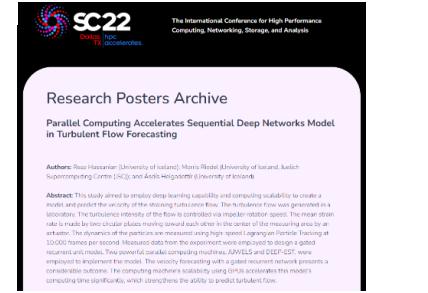 SC22
The International Conference for High Performance
Computing, Networking, Storage, and Analysis
Dallas hpc
TX accelerates.
Research Posters Archive
Parallel Computing Accelerates Sequential Deep Networks Model
in Turbulent Flow Forecasting
Authors: Reza Hassanian (University of Iceland); Morris Riedel (University of Iceland, Juelich
Supercomputing Centre (JSC)); and Asdis Helgadottir (University of Iceland)
Abstract: This study aimed to employ deep learning capability and computing scalability to create a
model and predict the velocity of the straining turbulence flow. The turbulence flow was generated in a
laboratory. The turbulence intensity of the flow is controlled via impeller rotation speed. The mean strain
rate is made by two circular plates moving toward each other in the center of the measuring area by an
actuator. The dynamics of the particles are measured using high-speed Lagrangian Particle Tracking at
10,000 frames per second. Measured data from the experiment were employed to design a gated
recurrent unit model. Two powerful parallel computing machines, JUWELS and DEEP-EST, were
employed to implement the model. The velocity forecasting with a gated recurrent network presents a
considerable outcome. The computing machine's scalability using GPUs accelerates this model's
computing time significantly, which strengthens the ability to predict turbulent flow.